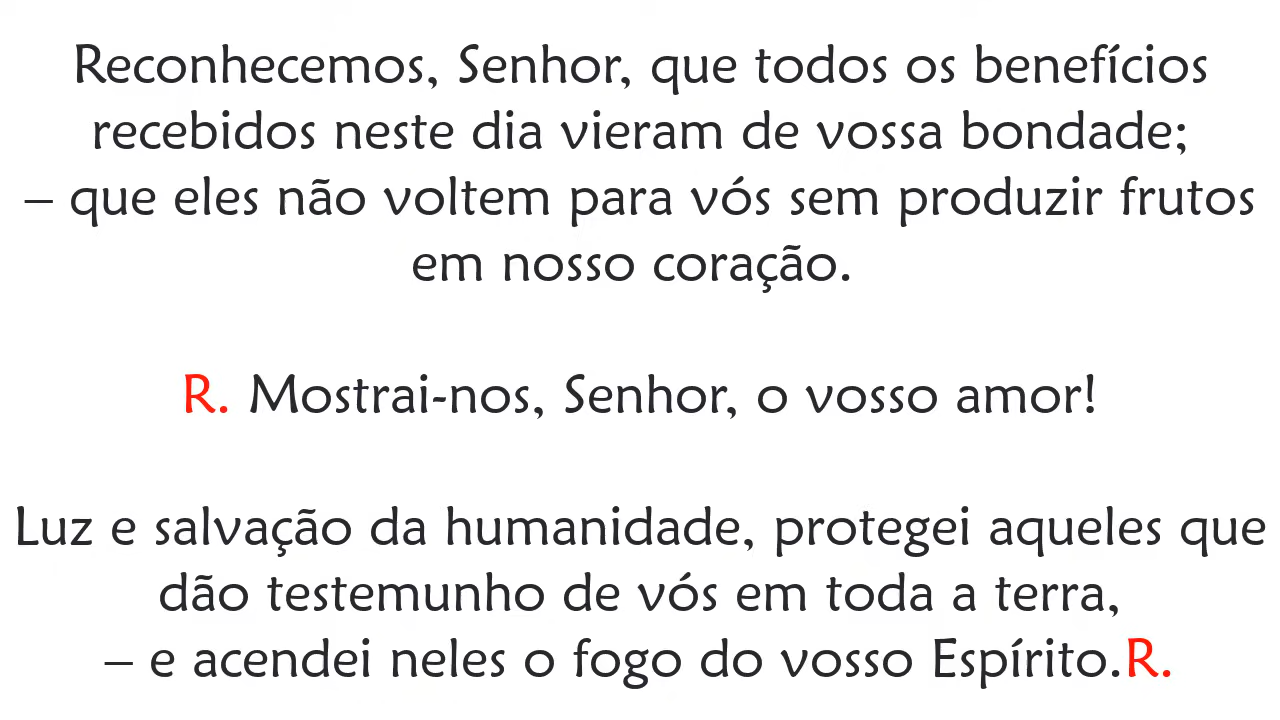 Reconhecemos, Senhor, que todos os benefícios
recebidos neste dia vieram de vossa bondade;
– que eles não voltem para vós sem produzir frutos
em nosso coração.
R. Mostrai-nos, Senhor, o vosso amor!
Luz e salvação da humanidade, protegei aqueles que
dão testemunho de vós em toda a terra,
– e acendei neles o fogo do vosso Espírito.R.